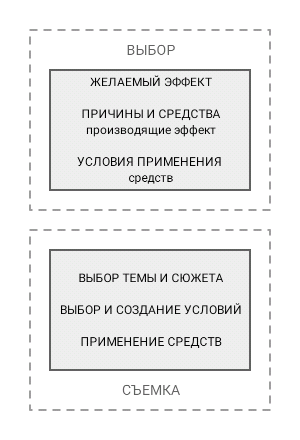 ВЫБОР
ЖЕЛАЕМЫЙ ЭФФЕКТ
ПРИЧИНЫ И СРЕДСТВА
производящие эффект
УСЛОВИЯ ПРИМЕНЕНИЯ
средств
ВЫБОР ТЕМЫ И СЮЖЕТА
ВЫБОР И СОЗДАНИЕ УСЛОВИЙ
ПРИМЕНЕНИЕ СРЕДСТВ
СЪЕМКА